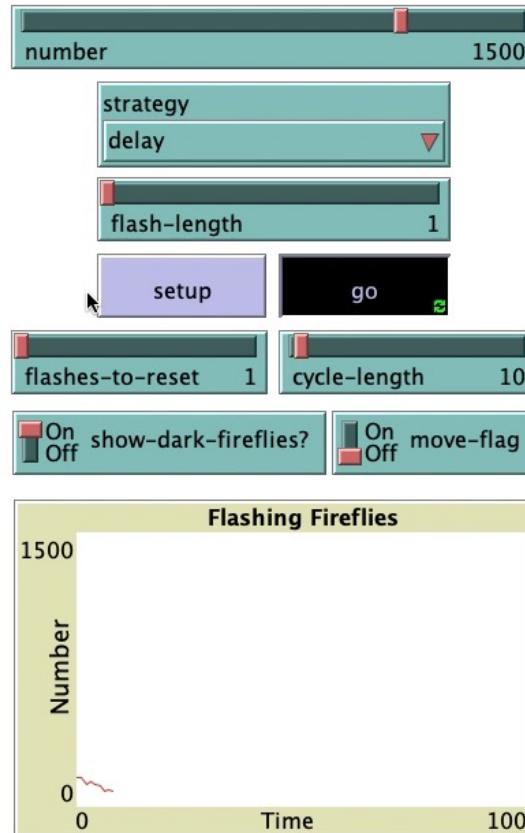 number 1500
strategy
delay
flash-length 1
setup
go
flashes-to-reset 1
cycle-length 10
On
Off
show-dark-fireflies?
On
Off
move-flag
Flashing Fireflies
1500
Number
0
0
Time
100